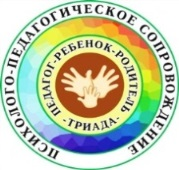 ПСИХОЛОГО-ПЕДАГОГИЧЕСКОЕ СОПРОВОЖДЕНИЕ
ПЕДАГОГ-РЕБЕНОК-РОДИТЕЛЬ
-ТРИАДА-